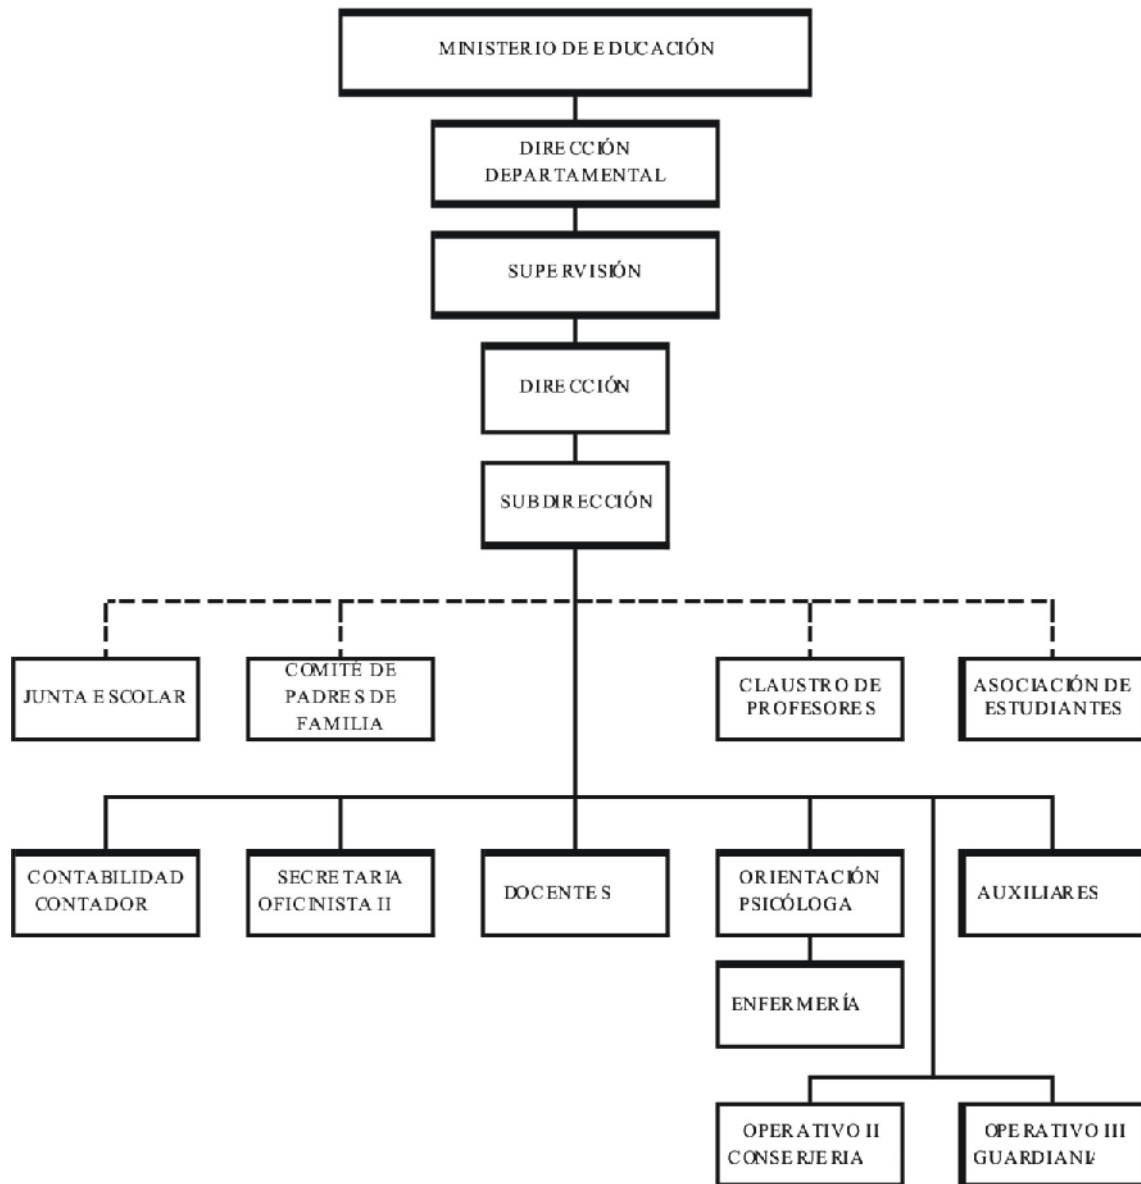 MINISTERIO DE EDUCACIÓN
DIRECCIÓN
DEPARTAMENTAL
SUPERVISIÓN
DIRECCIÓN
SUBDIRECCIÓN
JUNTA ESCOLAR
COMITÉ DE
PADRES DE
FAMILIA
CLAUSTRO DE
PROFESORES
ASOCIACIÓN DE
ESTUDIANTES
CONTABILIDAD
CONTADOR
SECRETARIA
OFICINISTA II
DOCENTES
ORIENTACIÓN
PSICÓLOGA
AUXILIARES
ENFERMERÍA
OPERATIVO II
CONSERJERIA
OPERATIVO III
GUARDIANIA